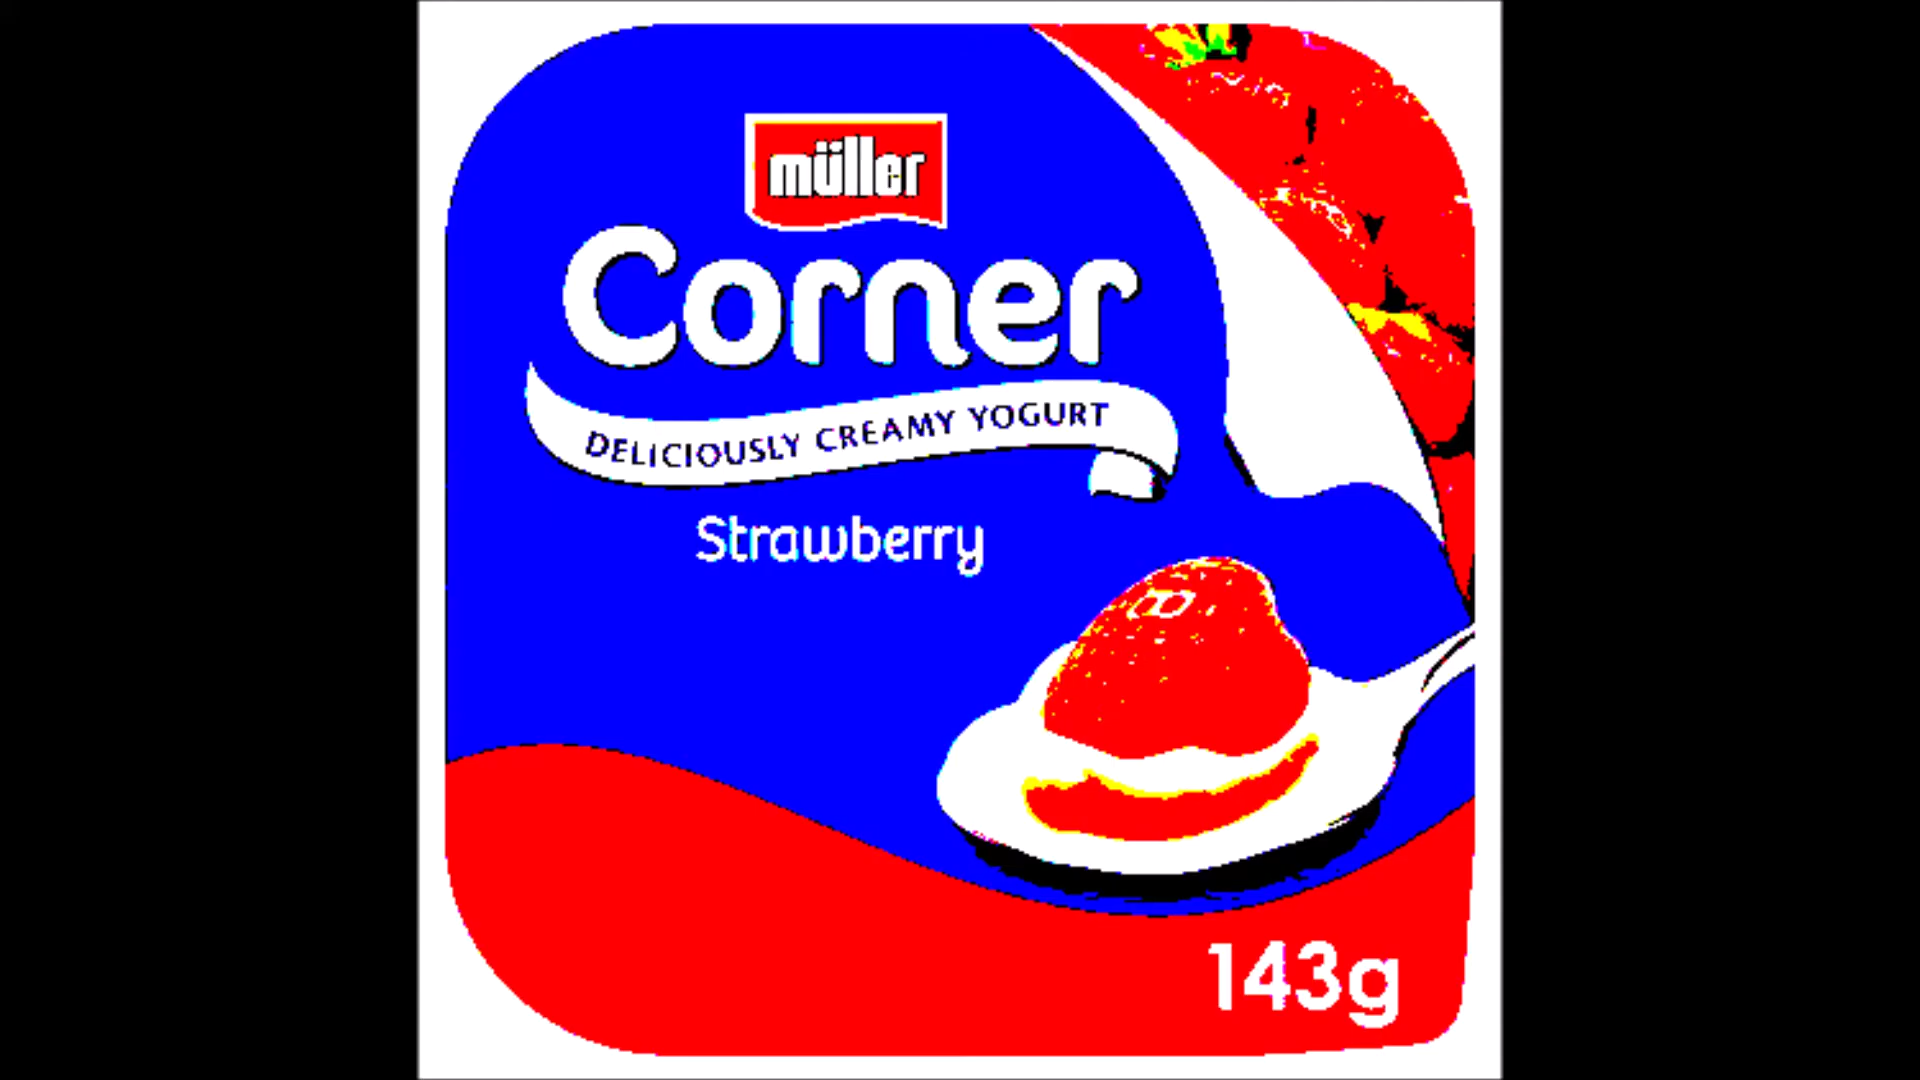 müller
Corner
DELICIOUSLY CREAMY YOGURT
Strawberry
143g